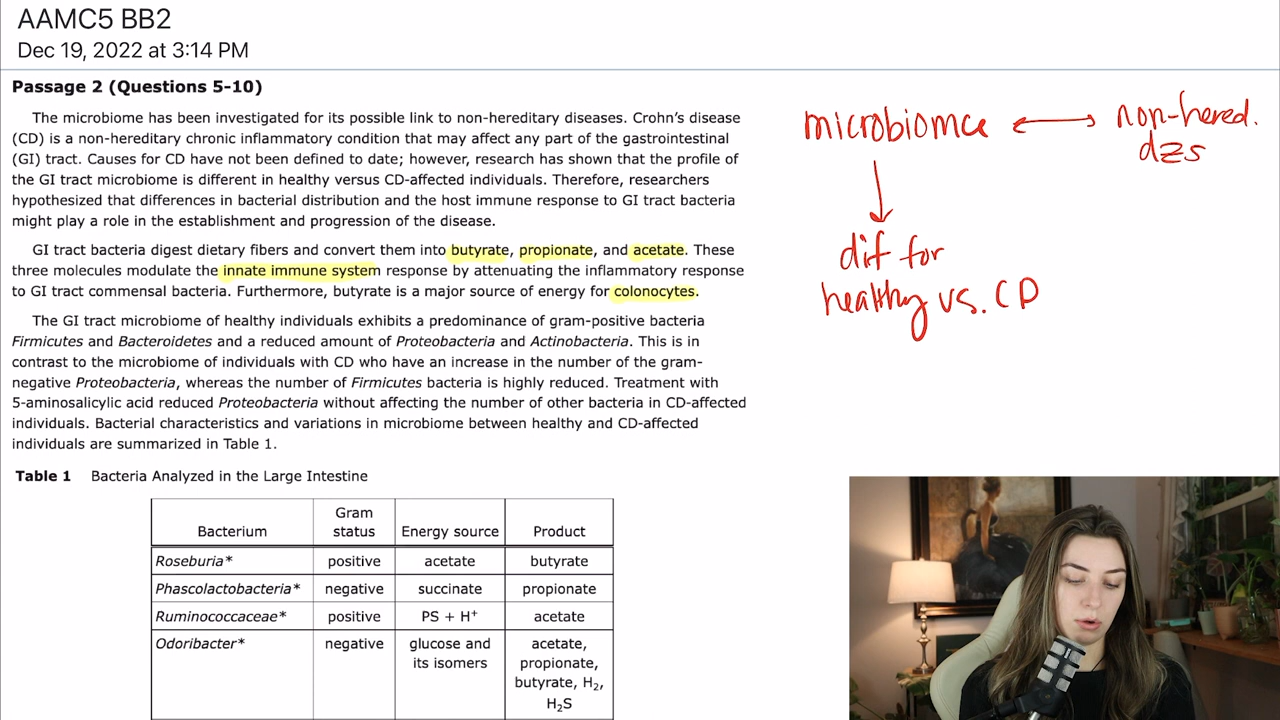 AAMC5 BB2
Dec 19, 2022 at 3:14 PM
Passage 2 (Questions 5-10)
The microbiome has been investigated for its possible link to non-hereditary diseases. Crohn's disease
(CD) is a non-hereditary chronic inflammatory condition that may affect any part of the gastrointestinal
(GI) tract. Causes for CD have not been defined to date; however, research has shown that the profile of
the GI tract microbiome is different in healthy versus CD-affected individuals. Therefore, researchers
hypothesized that differences in bacterial distribution and the host immune response to GI tract bacteria
might play a role in the establishment and progression of the disease.
GI tract bacteria digest dietary fibers and convert them into butyrate, propionate, and acetate. These
three molecules modulate the innate immune system response by attenuating the inflammatory response
to GI tract commensal bacteria. Furthermore, butyrate is a major source of energy for colonocytes.
The GI tract microbiome of healthy individuals exhibits a predominance of gram-positive bacteria
Firmicutes and Bacteroidetes and a reduced amount of Proteobacteria and Actinobacteria. This is in
contrast to the microbiome of individuals with CD who have an increase in the number of the gram-
negative Proteobacteria, whereas the number of Firmicutes bacteria is highly reduced. Treatment with
5-aminosalicylic acid reduced Proteobacteria without affecting the number of other bacteria in CD-affected
individuals. Bacterial characteristics and variations in microbiome between healthy and CD-affected
individuals are summarized in Table 1.
Table 1 Bacteria Analyzed in the Large Intestine
Bacterium Gram status Energy source Product
Roseburia* positive acetate butyrate
Phascolactobacteria* negative succinate propionate
Ruminococcaceae* positive PS + H⁺ acetate
Odoribacter* negative glucose and acetate,
its isomers propionate,
butyrate, H₂,
H₂S
microbiome ↔ non-hered.
dzs
↓
dif for
healthy vs. CD